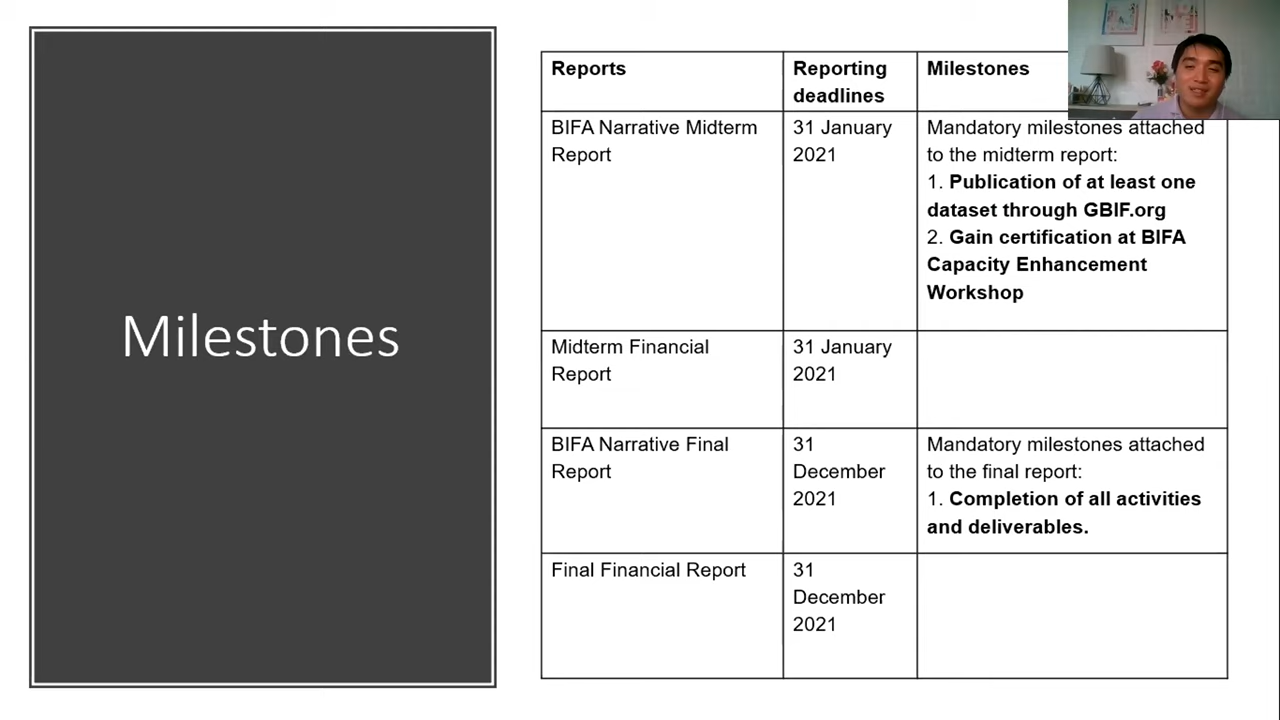 Milestones
Reports
Reporting
deadlines
Milestones
BIFA Narrative Midterm
Report
31 January
2021
Mandatory milestones attached
to the midterm report:
1. Publication of at least one
dataset through GBIF.org
2. Gain certification at BIFA
Capacity Enhancement
Workshop
Midterm Financial
Report
31 January
2021
BIFA Narrative Final
Report
31
December
2021
Mandatory milestones attached
to the final report:
1. Completion of all activities
and deliverables.
Final Financial Report
31
December
2021